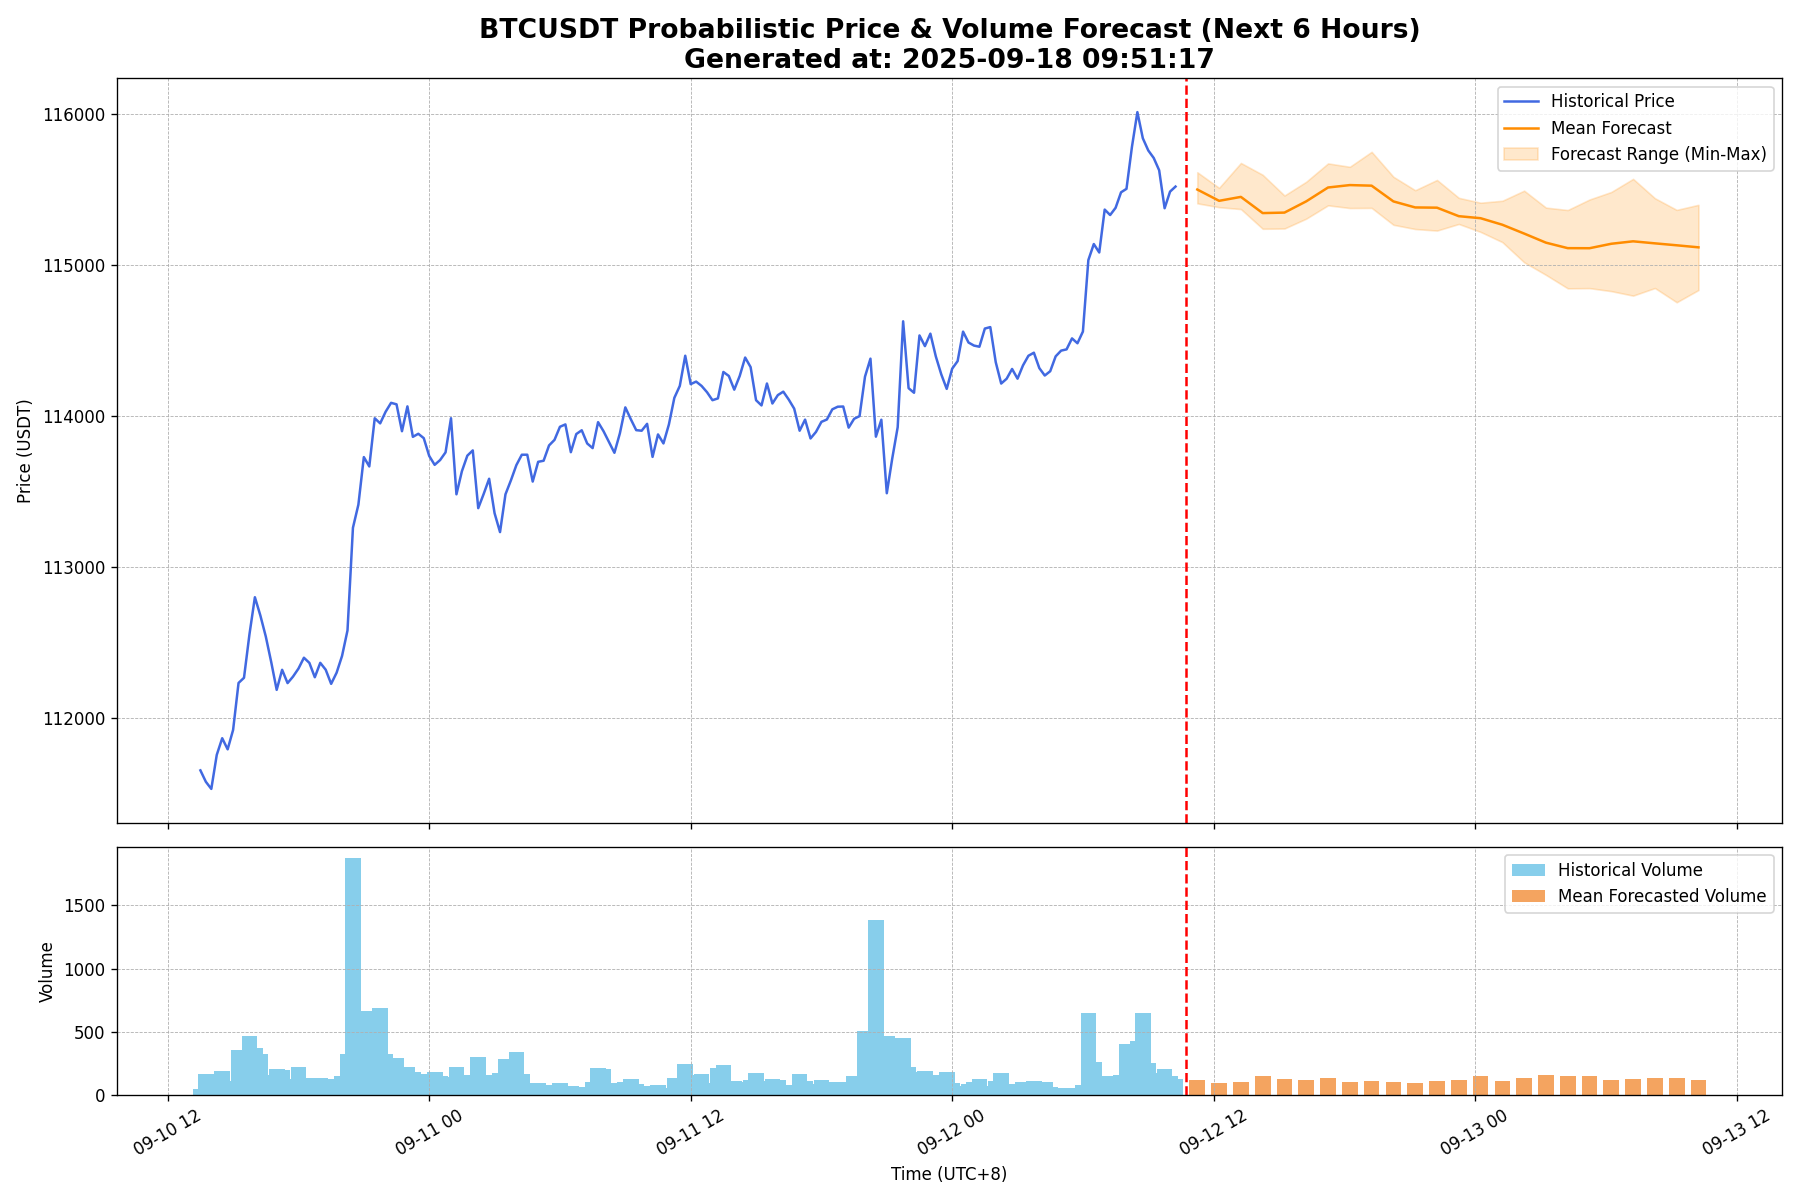 BTCUSDT Probabilistic Price & Volume Forecast (Next 6 Hours)
Generated at: 2025-09-18 09:51:17
Historical Price
Mean Forecast
Forecast Range (Min-Max)
116000
115000
114000
113000
112000
Price (USDT)
Historical Volume
Mean Forecasted Volume
1500
1000
500
0
Volume
09-10 12
09-11 00
09-11 12
09-12 00
09-12 12
09-13 00
09-13 12
Time (UTC+8)